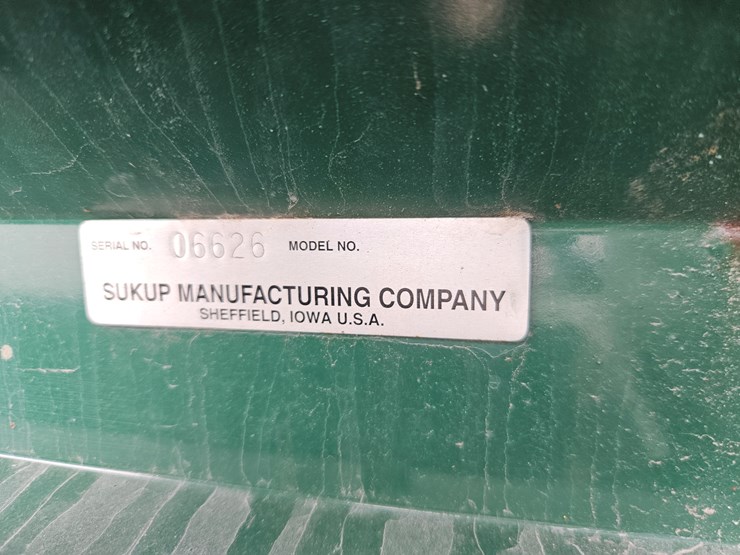 SERIAL NO. 06626 MODEL NO.
SUKUP MANUFACTURING COMPANY
SHEFFIELD, IOWA U.S.A.